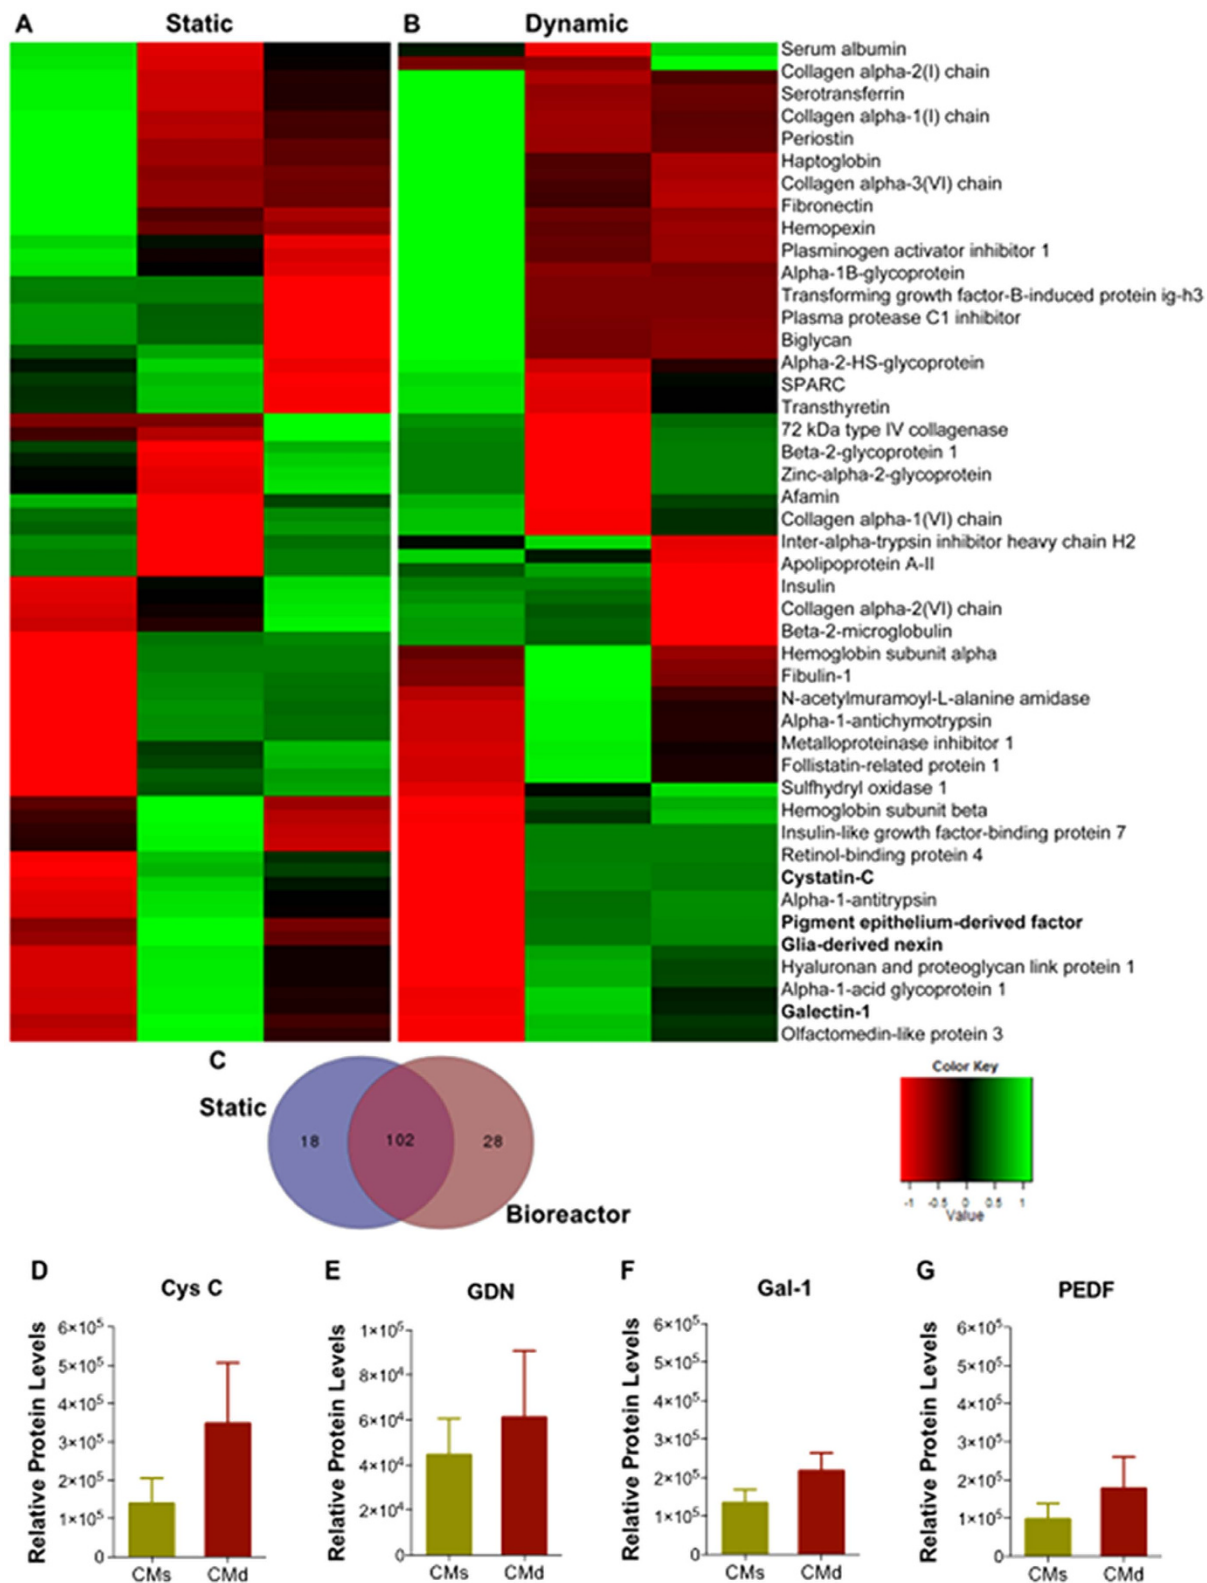 A
Static
B
Dynamic
Serum albumin
Collagen alpha-2(I) chain
Serotransferrin
Collagen alpha-1(I) chain
Periostin
Haptoglobin
Collagen alpha-3(VI) chain
Fibronectin
Hemopexin
Plasminogen activator inhibitor 1
Alpha-1B-glycoprotein
Transforming growth factor-B-induced protein ig-h3
Plasma protease C1 inhibitor
Biglycan
Alpha-2-HS-glycoprotein
SPARC
Transthyretin
72 kDa type IV collagenase
Beta-2-glycoprotein 1
Zinc-alpha-2-glycoprotein
Afamin
Collagen alpha-1(VI) chain
Inter-alpha-trypsin inhibitor heavy chain H2
Apolipoprotein A-II
Insulin
Collagen alpha-2(VI) chain
Beta-2-microglobulin
Hemoglobin subunit alpha
Fibulin-1
N-acetylmuramoyl-L-alanine amidase
Alpha-1-antichymotrypsin
Metalloproteinase inhibitor 1
Follistatin-related protein 1
Sulfhydryl oxidase 1
Hemoglobin subunit beta
Insulin-like growth factor-binding protein 7
Retinol-binding protein 4
Cystatin-C
Alpha-1-antitrypsin
Pigment epithelium-derived factor
Glia-derived nexin
Hyaluronan and proteoglycan link protein 1
Alpha-1-acid glycoprotein 1
Galectin-1
Olfactomedin-like protein 3
C
Static
18
102
28
Bioreactor
Color Key
-1 -0.5 0 0.5 1
Value
D
Cys C
Relative Protein Levels
6×10⁵
5×10⁵
4×10⁵
3×10⁵
2×10⁵
1×10⁵
0
CMs CMd
E
GDN
Relative Protein Levels
1×10⁵
8×10⁴
6×10⁴
4×10⁴
2×10⁴
0
CMs CMd
F
Gal-1
Relative Protein Levels
6×10⁵
5×10⁵
4×10⁵
3×10⁵
2×10⁵
1×10⁵
0
CMs CMd
G
PEDF
Relative Protein Levels
6×10⁵
5×10⁵
4×10⁵
3×10⁵
2×10⁵
1×10⁵
0
CMs CMd